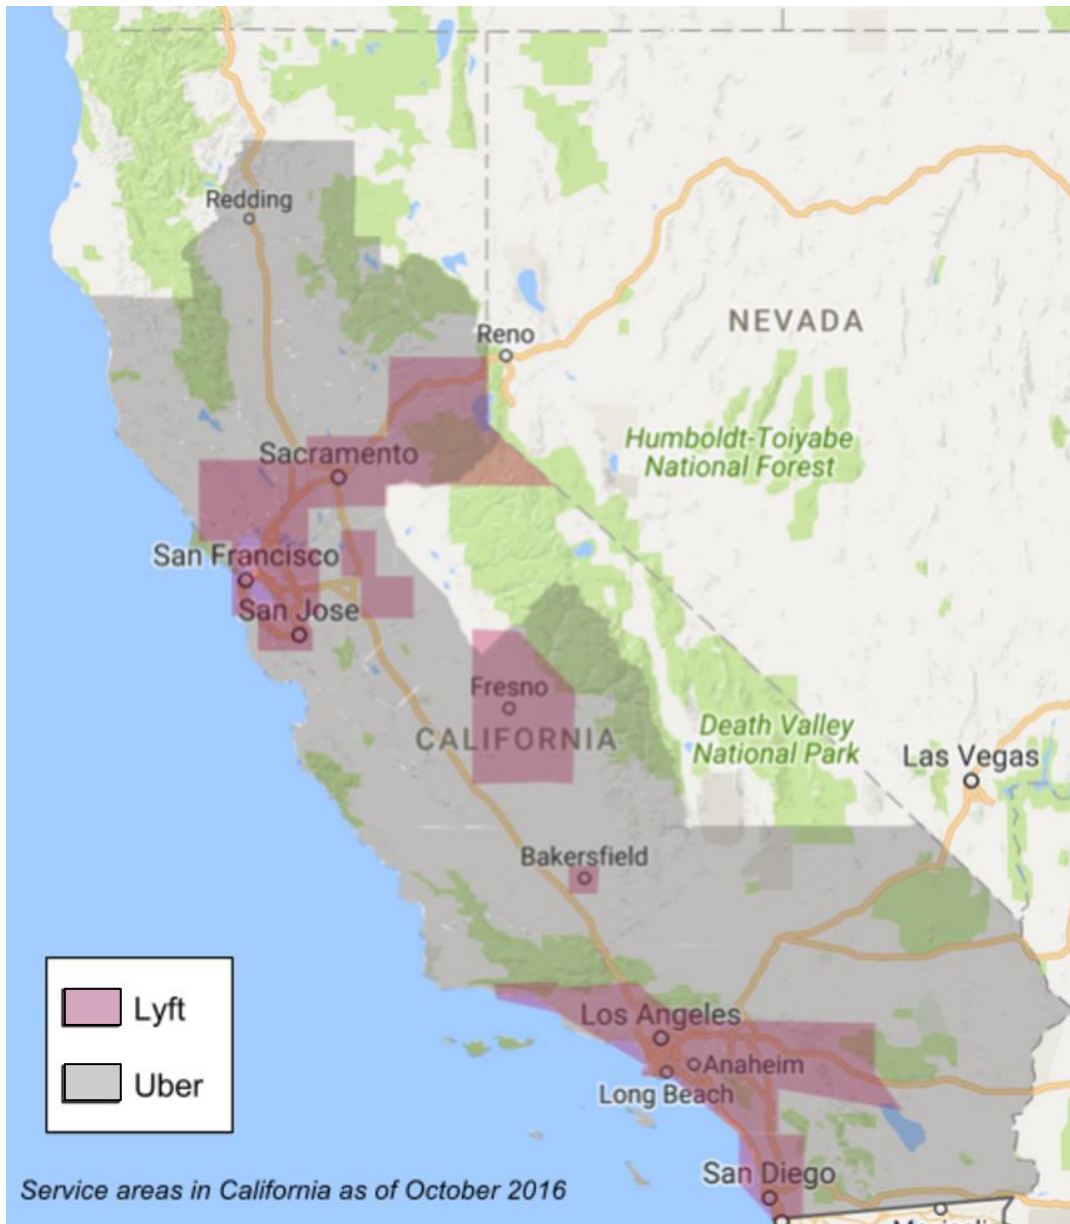 Redding
NEVADA
Reno
Humboldt-Toiyabe
National Forest
Sacramento
San Francisco
San Jose
Fresno
CALIFORNIA
Death Valley
National Park
Las Vegas
Bakersfield
Lyft
Los Angeles
Anaheim
Uber
Long Beach
San Diego
Service areas in California as of October 2016